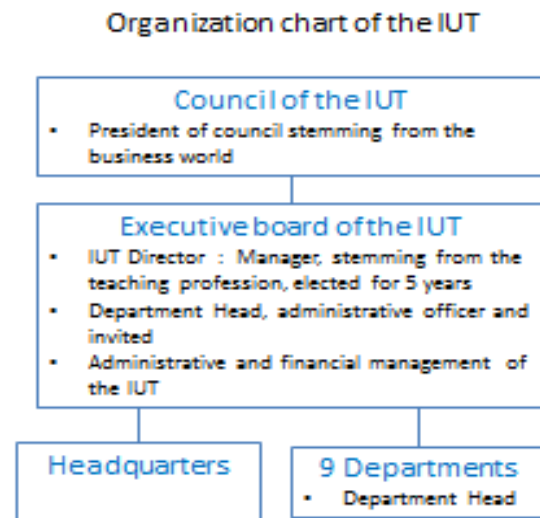 Organization chart of the IUT
Council of the IUT
▪ President of council stemming from the
business world
Executive board of the IUT
▪ IUT Director : Manager, stemming from the
teaching profession, elected for 5 years
▪ Department Head, administrative officer and
invited
▪ Administrative and financial management of
the IUT
Headquarters
9 Departments
▪ Department Head